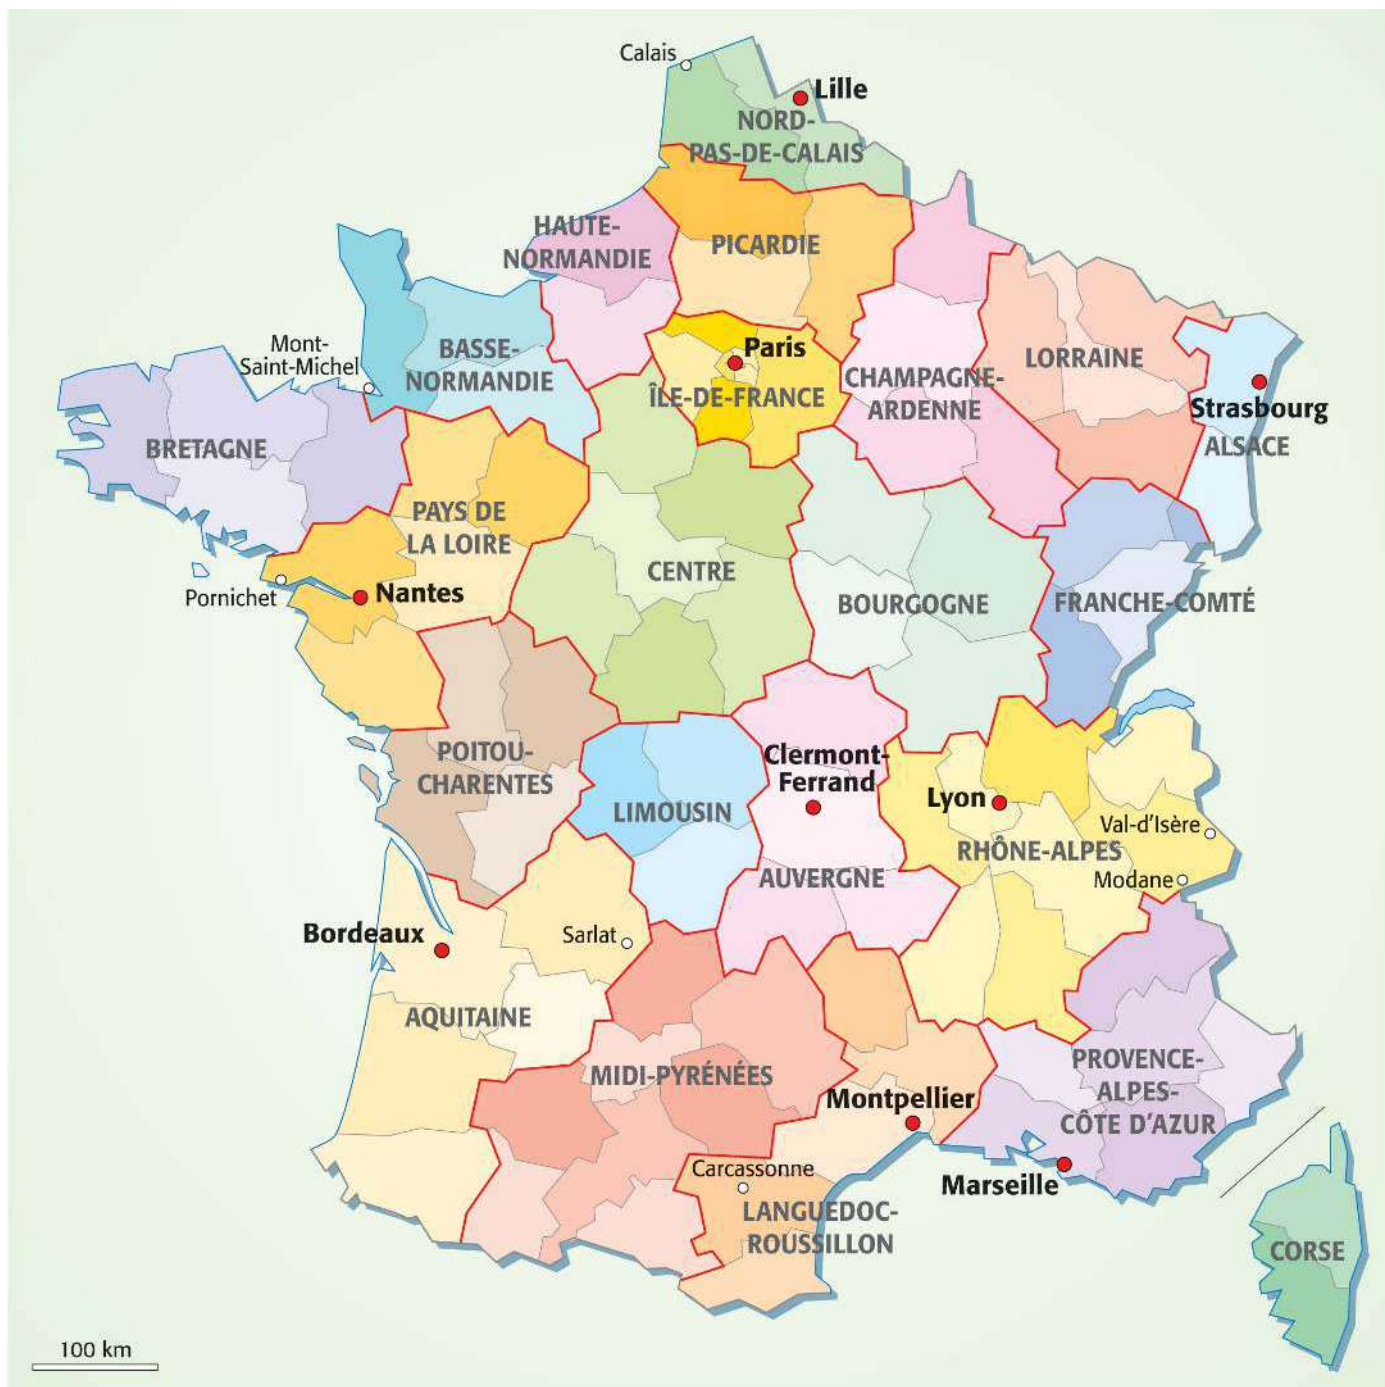 Calais
Lille
NORD-
PAS-DE-CALAIS
HAUTE-
NORMANDIE
PICARDIE
Mont-
Saint-Michel
BASSE-
NORMANDIE
Paris
ÎLE-DE-FRANCE
CHAMPAGNE-
ARDENNE
LORRAINE
Strasbourg
ALSACE
BRETAGNE
PAYS DE
LA LOIRE
CENTRE
BOURGOGNE
FRANCHE-COMTÉ
Pornichet
Nantes
POITOU-
CHARENTES
LIMOUSIN
Clermont-
Ferrand
AUVERGNE
Lyon
RHÔNE-ALPES
Val-d'Isère
Modane
Bordeaux
Sarlat
AQUITAINE
MIDI-PYRÉNÉES
Montpellier
PROVENCE-
ALPES-
CÔTE D'AZUR
Marseille
Carcassonne
LANGUEDOC-
ROUSSILLON
CORSE
100 km